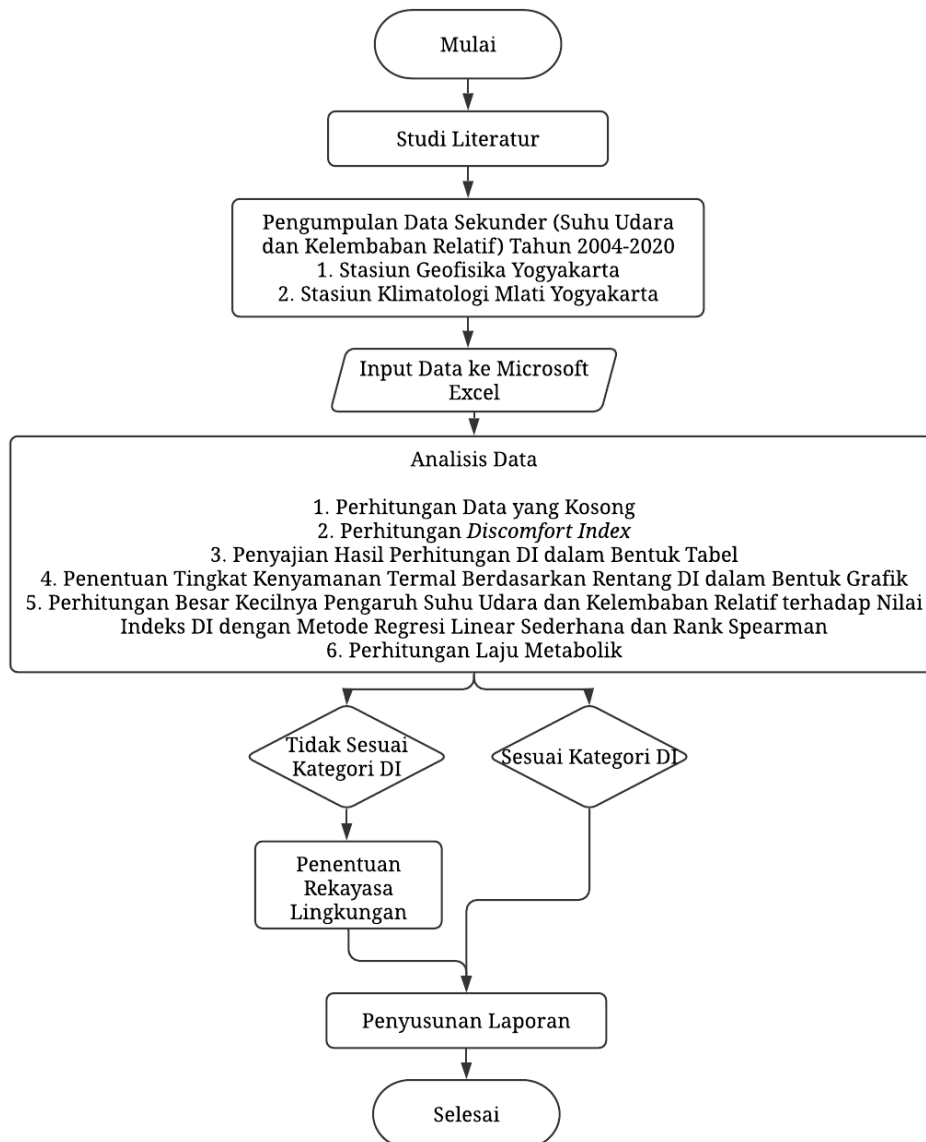 Mulai
Studi Literatur
Pengumpulan Data Sekunder (Suhu Udara
dan Kelembaban Relatif) Tahun 2004-2020
1. Stasiun Geofisika Yogyakarta
2. Stasiun Klimatologi Mlati Yogyakarta
Input Data ke Microsoft
Excel
Analisis Data
1. Perhitungan Data yang Kosong
2. Perhitungan Discomfort Index
3. Penyajian Hasil Perhitungan DI dalam Bentuk Tabel
4. Penentuan Tingkat Kenyamanan Termal Berdasarkan Rentang DI dalam Bentuk Grafik
5. Perhitungan Besar Kecilnya Pengaruh Suhu Udara dan Kelembaban Relatif terhadap Nilai
Indeks DI dengan Metode Regresi Linear Sederhana dan Rank Spearman
6. Perhitungan Laju Metabolik
Tidak Sesuai
Kategori DI
Sesuai Kategori DI
Penentuan
Rekayasa
Lingkungan
Penyusunan Laporan
Selesai